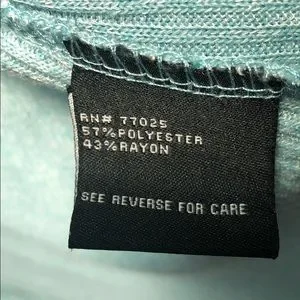 RN# 77025
57%POLYESTER
43%RAYON
SEE REVERSE FOR CARE